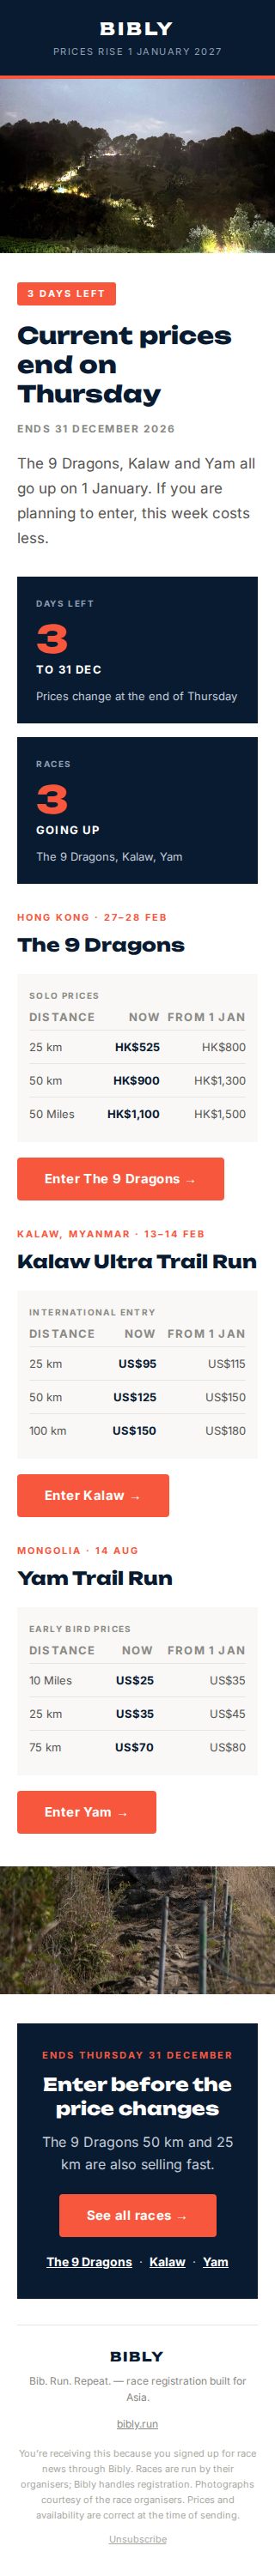 BIBLY
PRICES RISE 1 JANUARY 2027
3 DAYS LEFT
Current prices
end on
Thursday
ENDS 31 DECEMBER 2026
The 9 Dragons, Kalaw and Yam all
go up on 1 January. If you are
planning to enter, this week costs
less.
DAYS LEFT
3
TO 31 DEC
Prices change at the end of Thursday
RACES
3
GOING UP
The 9 Dragons, Kalaw, Yam
HONG KONG · 27–28 FEB
The 9 Dragons
SOLO PRICES
DISTANCE NOW FROM 1 JAN
25 km HK$525 HK$800
50 km HK$900 HK$1,300
50 Miles HK$1,100 HK$1,500
Enter The 9 Dragons →
KALAW, MYANMAR · 13–14 FEB
Kalaw Ultra Trail Run
INTERNATIONAL ENTRY
DISTANCE NOW FROM 1 JAN
25 km US$95 US$115
50 km US$125 US$150
100 km US$150 US$180
Enter Kalaw →
MONGOLIA · 14 AUG
Yam Trail Run
EARLY BIRD PRICES
DISTANCE NOW FROM 1 JAN
10 Miles US$25 US$35
25 km US$35 US$45
75 km US$70 US$80
Enter Yam →
ENDS THURSDAY 31 DECEMBER
Enter before the
price changes
The 9 Dragons 50 km and 25
km are also selling fast.
See all races →
The 9 Dragons · Kalaw · Yam
BIBLY
Bib. Run. Repeat. — race registration built for
Asia.
bibly.run
You're receiving this because you signed up for race
news through Bibly. Races are run by their
organisers; Bibly handles registration. Photographs
courtesy of the race organisers. Prices and
availability are correct at the time of sending.
Unsubscribe